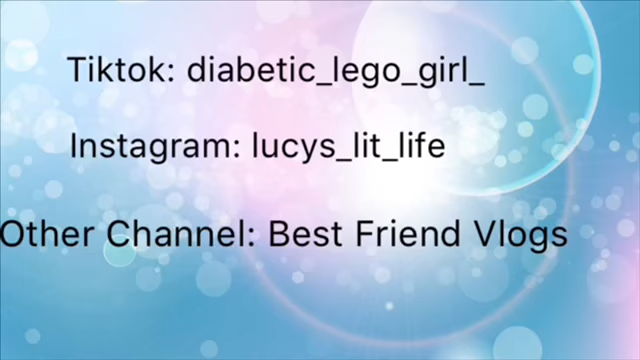 Tiktok: diabetic_lego_girl_
Instagram: lucys_lit_life
Other Channel: Best Friend Vlogs